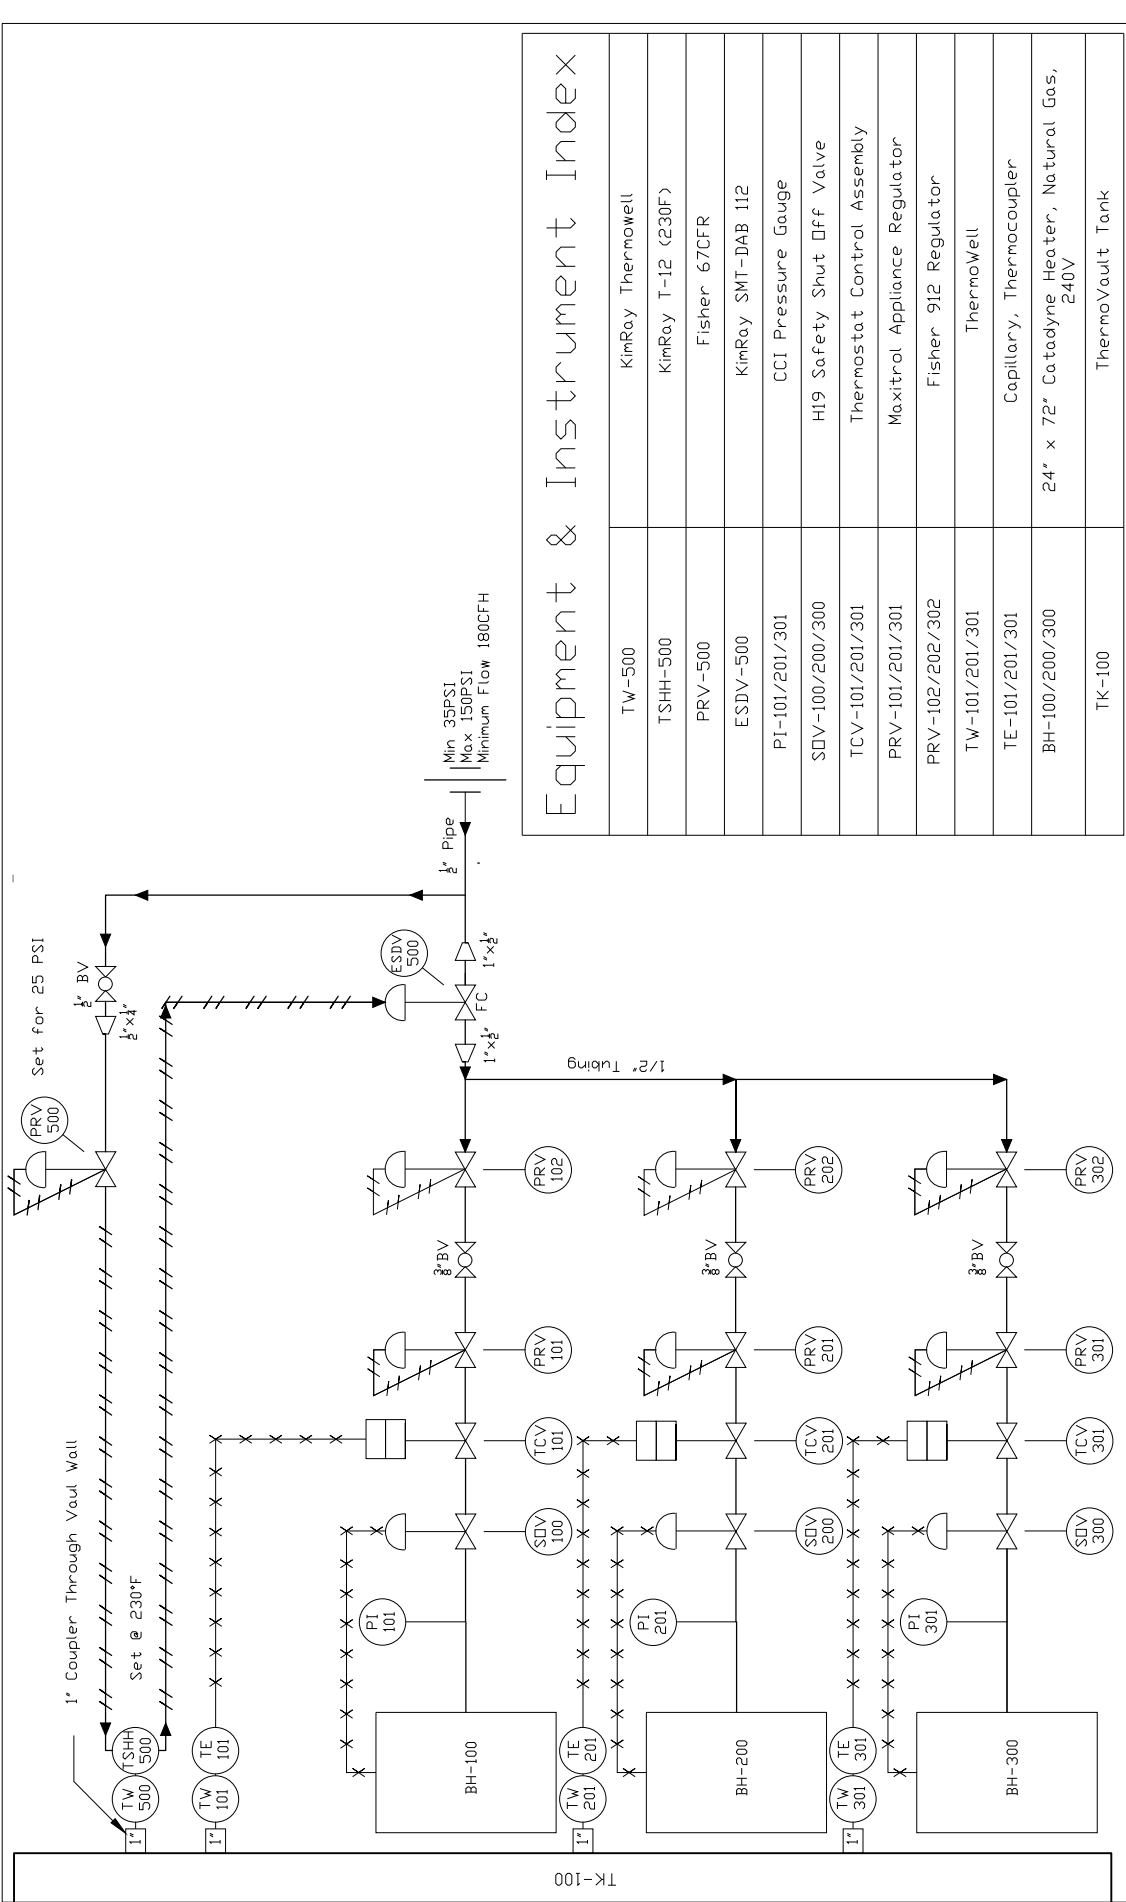 Equipment & Instrument Index
TW-500 KimRay Thermowell
TSHH-500 KimRay T-12 (230F)
PRV-500 Fisher 67CFR
ESDV-500 KimRay SMT-DAB 112
PI-101/201/301 CCI Pressure Gauge
SOV-100/200/300 H19 Safety Shut Off Valve
TCV-101/201/301 Thermostat Control Assembly
PRV-101/201/301 Maxitrol Appliance Regulator
PRV-102/202/302 Fisher 912 Regulator
TW-101/201/301 ThermoWell
TE-101/201/301 Capillary, Thermocoupler
BH-100/200/300 24" x 72" Catadyne Heater, Natural Gas,
240V
TK-100 ThermoVault Tank
1" Coupler Through Vaul Wall
Set @ 230°F
Set for 25 PSI
PRV
500
½" BV
½"x¼"
1"
TW
500
TSHH
500
ESDV
500
FC
1"x½"
1"x½"
½" Pipe
Min 35PSI
Max 150PSI
Minimum Flow 180CFH
1/2" Tubing
1"
TW
101
TE
101
BH-100
PI
101
SOV
100
TCV
101
PRV
101
⅜"BV
PRV
102
1"
TW
201
TE
201
BH-200
PI
201
SOV
200
TCV
201
PRV
201
⅜"BV
PRV
202
1"
TW
301
TE
301
BH-300
PI
301
SOV
300
TCV
301
PRV
301
⅜"BV
PRV
302
TK-100